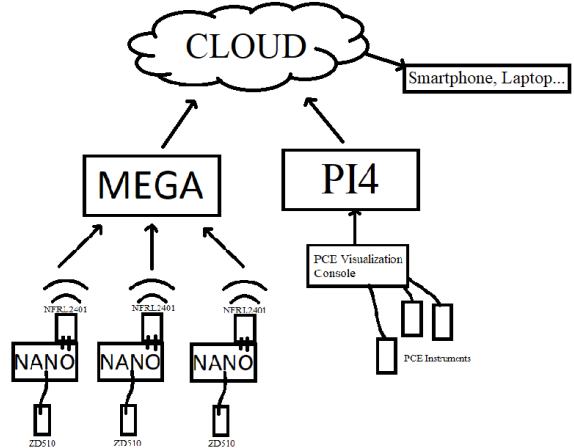 CLOUD
Smartphone, Laptop...
MEGA
PI4
PCE Visualization
Console
NFRL2401
NFRL2401
NFRL2401
NANO
NANO
NANO
PCE Instruments
ZD510
ZD510
ZD510